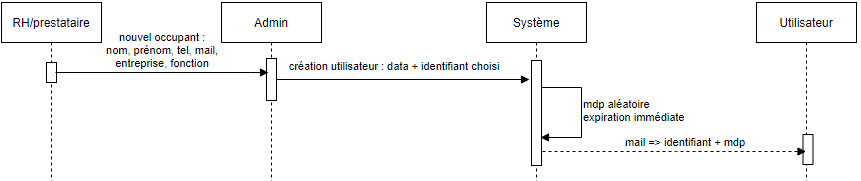 RH/prestataire
Admin
Système
Utilisateur
nouvel occupant :
nom, prénom, tel, mail,
entreprise, fonction
création utilisateur : data + identifiant choisi
mdp aléatoire
expiration immédiate
mail => identifiant + mdp